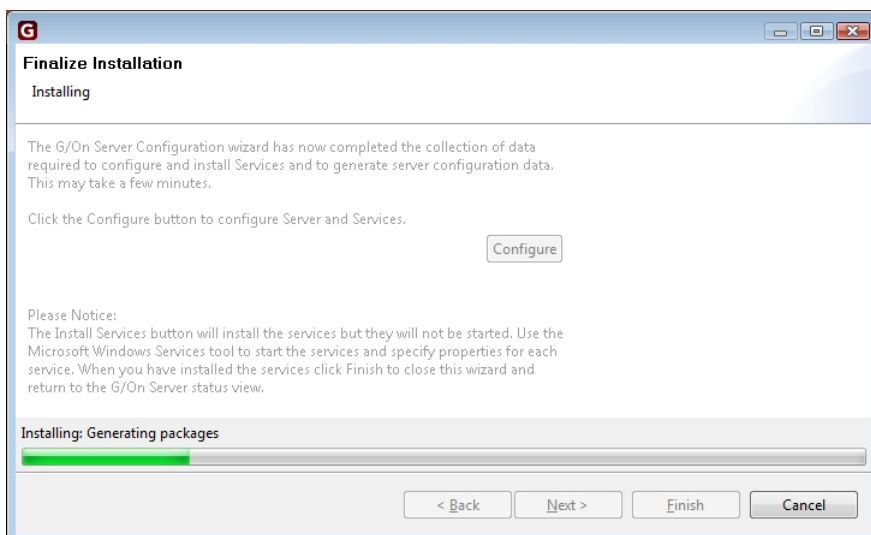 G
Finalize Installation
Installing
The G/On Server Configuration wizard has now completed the collection of data
required to configure and install Services and to generate server configuration data.
This may take a few minutes.
Click the Configure button to configure Server and Services.
Configure
Please Notice:
The Install Services button will install the services but they will not be started. Use the
Microsoft Windows Services tool to start the services and specify properties for each
service. When you have installed the services click Finish to close this wizard and
return to the G/On Server status view.
Installing: Generating packages
< Back Next > Finish Cancel